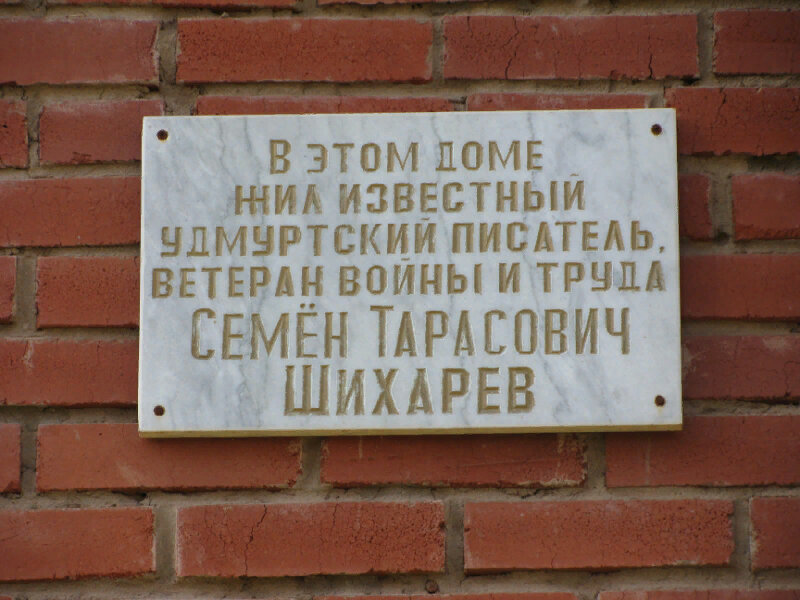 В ЭТОМ ДОМЕ
ЖИЛ ИЗВЕСТНЫЙ
УДМУРТСКИЙ ПИСАТЕЛЬ,
ВЕТЕРАН ВОЙНЫ И ТРУДА
СЕМЁН ТАРАСОВИЧ
ШИХАРЕВ